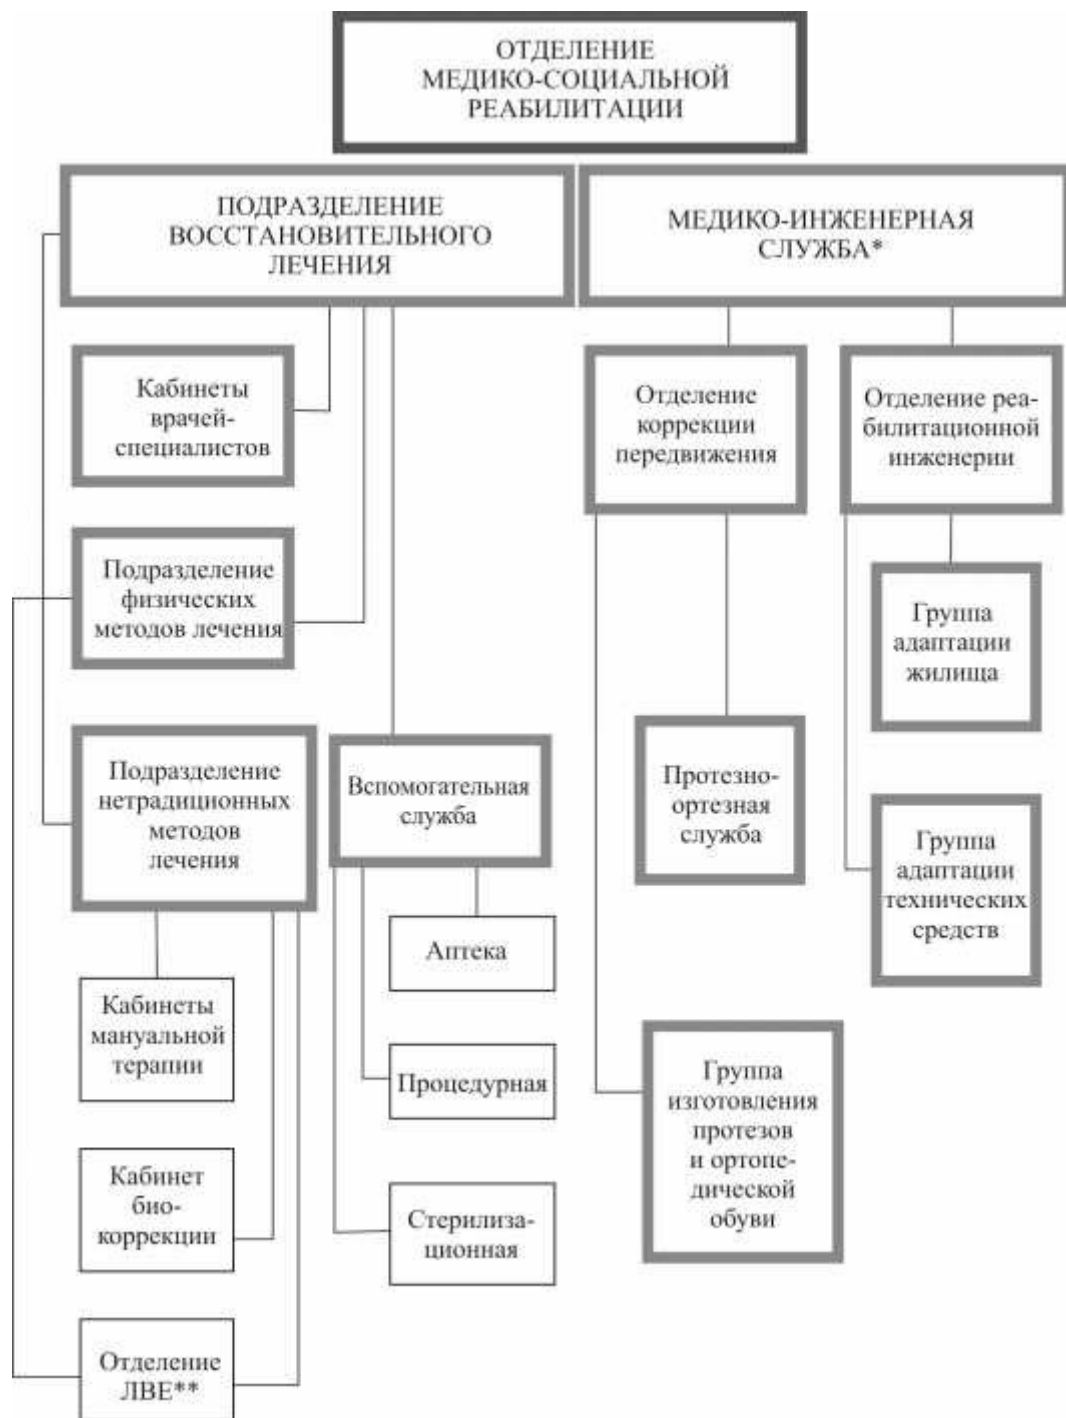 ОТДЕЛЕНИЕ
МЕДИКО-СОЦИАЛЬНОЙ
РЕАБИЛИТАЦИИ
ПОДРАЗДЕЛЕНИЕ
ВОССТАНОВИТЕЛЬНОГО
ЛЕЧЕНИЯ
МЕДИКО-ИНЖЕНЕРНАЯ
СЛУЖБА*
Кабинеты
врачей-
специалистов
Отделение
коррекции
передвижения
Отделение реа-
билитационной
инженерии
Подразделение
физических
методов лечения
Группа
адаптации
жилища
Подразделение
нетрадиционных
методов
лечения
Вспомогательная
служба
Протезно-
ортезная
служба
Группа
адаптации
технических
средств
Аптека
Кабинеты
мануальной
терапии
Процедурная
Группа
изготовления
протезов
и ортопе-
дической
обуви
Кабинет
био-
коррекции
Стерилиза-
ционная
Отделение
ЛВЕ**